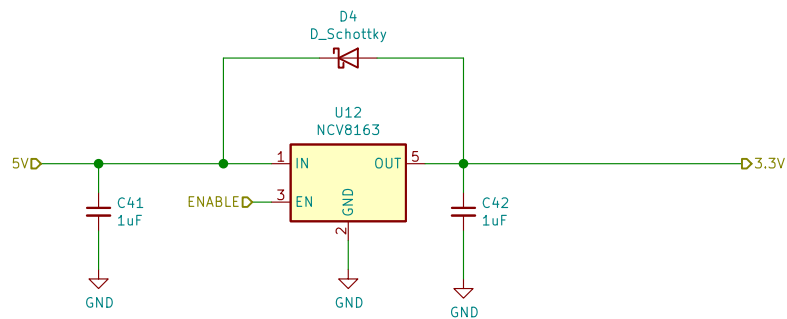 D4
D_Schottky
U12
NCV8163
5V
1
IN
OUT
5
3.3V
ENABLE
3
EN
GND
2
C41
1uF
C42
1uF
GND
GND
GND